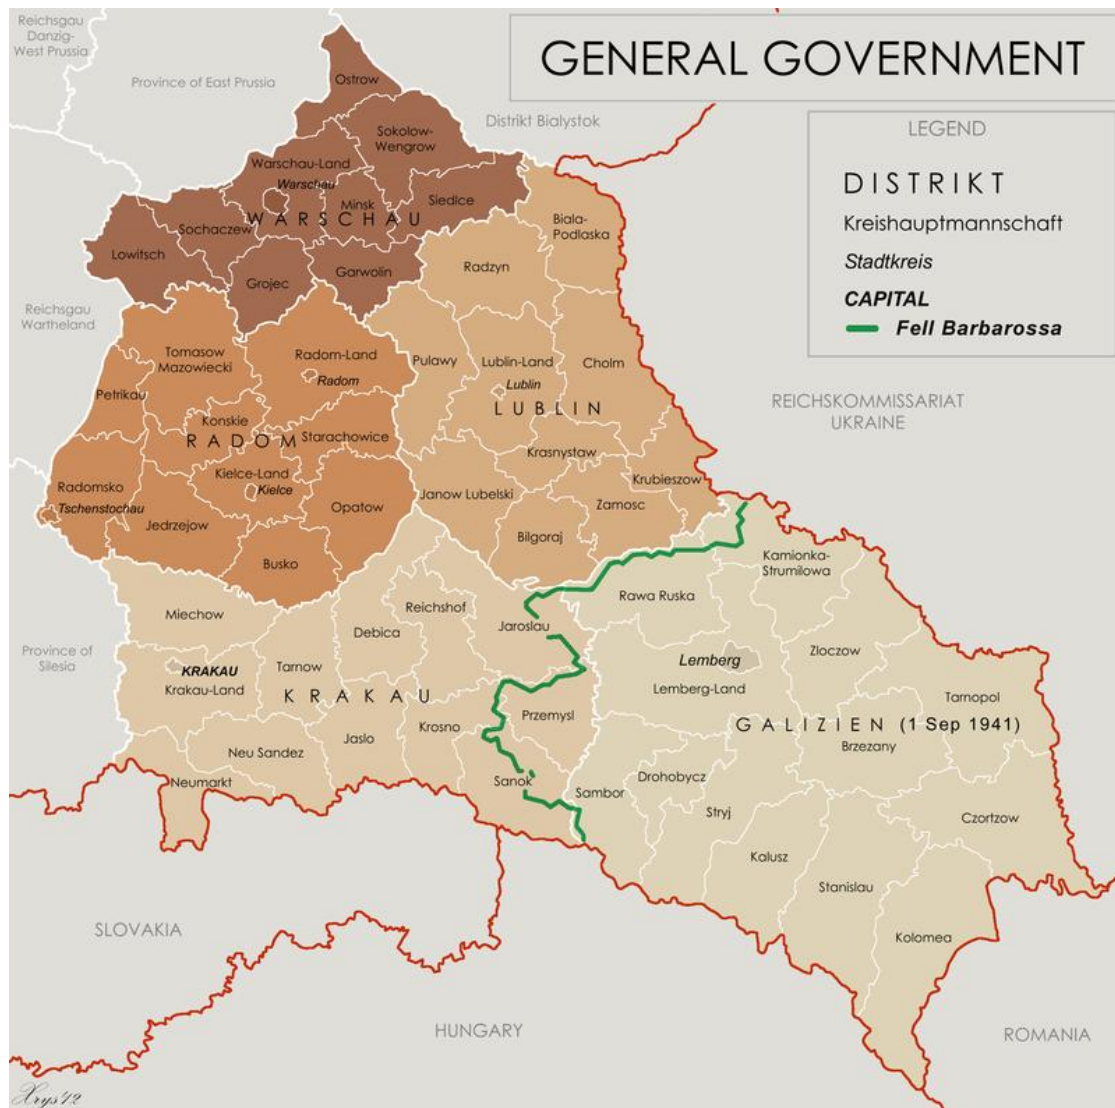 Reichsgau
Danzig-
West Prussia
Province of East Prussia
GENERAL GOVERNMENT
Ostrow
Distrikt Bialystok
LEGEND
DISTRIKT
Kreishauptmannschaft
Stadtkreis
CAPITAL
Fell Barbarossa
Sokolow-
Wengrow
Warschau-Land
Warschau
Minsk
Siedlce
WARSCHAU
Sochaczew
Lowitsch
Grojec
Garwolin
Biala-
Podlaska
Radzyn
Reichsgau
Wartheland
Tomasow
Mazowiecki
Radom-Land
Radom
Pulawy
Lublin-Land
Lublin
Cholm
LUBLIN
Petrikau
Konskie
RADOM
Starachowice
REICHSKOMMISSARIAT
UKRAINE
Krasnystaw
Kielce-Land
Kielce
Radomsko
Tschenstochau
Jedrzejow
Opatow
Janow Lubelski
Krubieszow
Zamosc
Bilgoraj
Busko
Kamionka-
Strumilowa
Miechow
Reichshof
Rawa Ruska
Debica
Jaroslau
Province of
Silesia
KRAKAU
Krakau-Land
Tarnow
KRAKAU
Lemberg
Lemberg-Land
Zloczow
Tarnopol
Przemysl
Krosno
Jaslo
GALIZIEN (1 Sep 1941)
Brzezany
Neu Sandez
Neumarkt
Sanok
Sambor
Drohobycz
Stryj
Czortzow
Kalusz
Stanislau
Kolomea
SLOVAKIA
HUNGARY
ROMANIA
Xrys'12